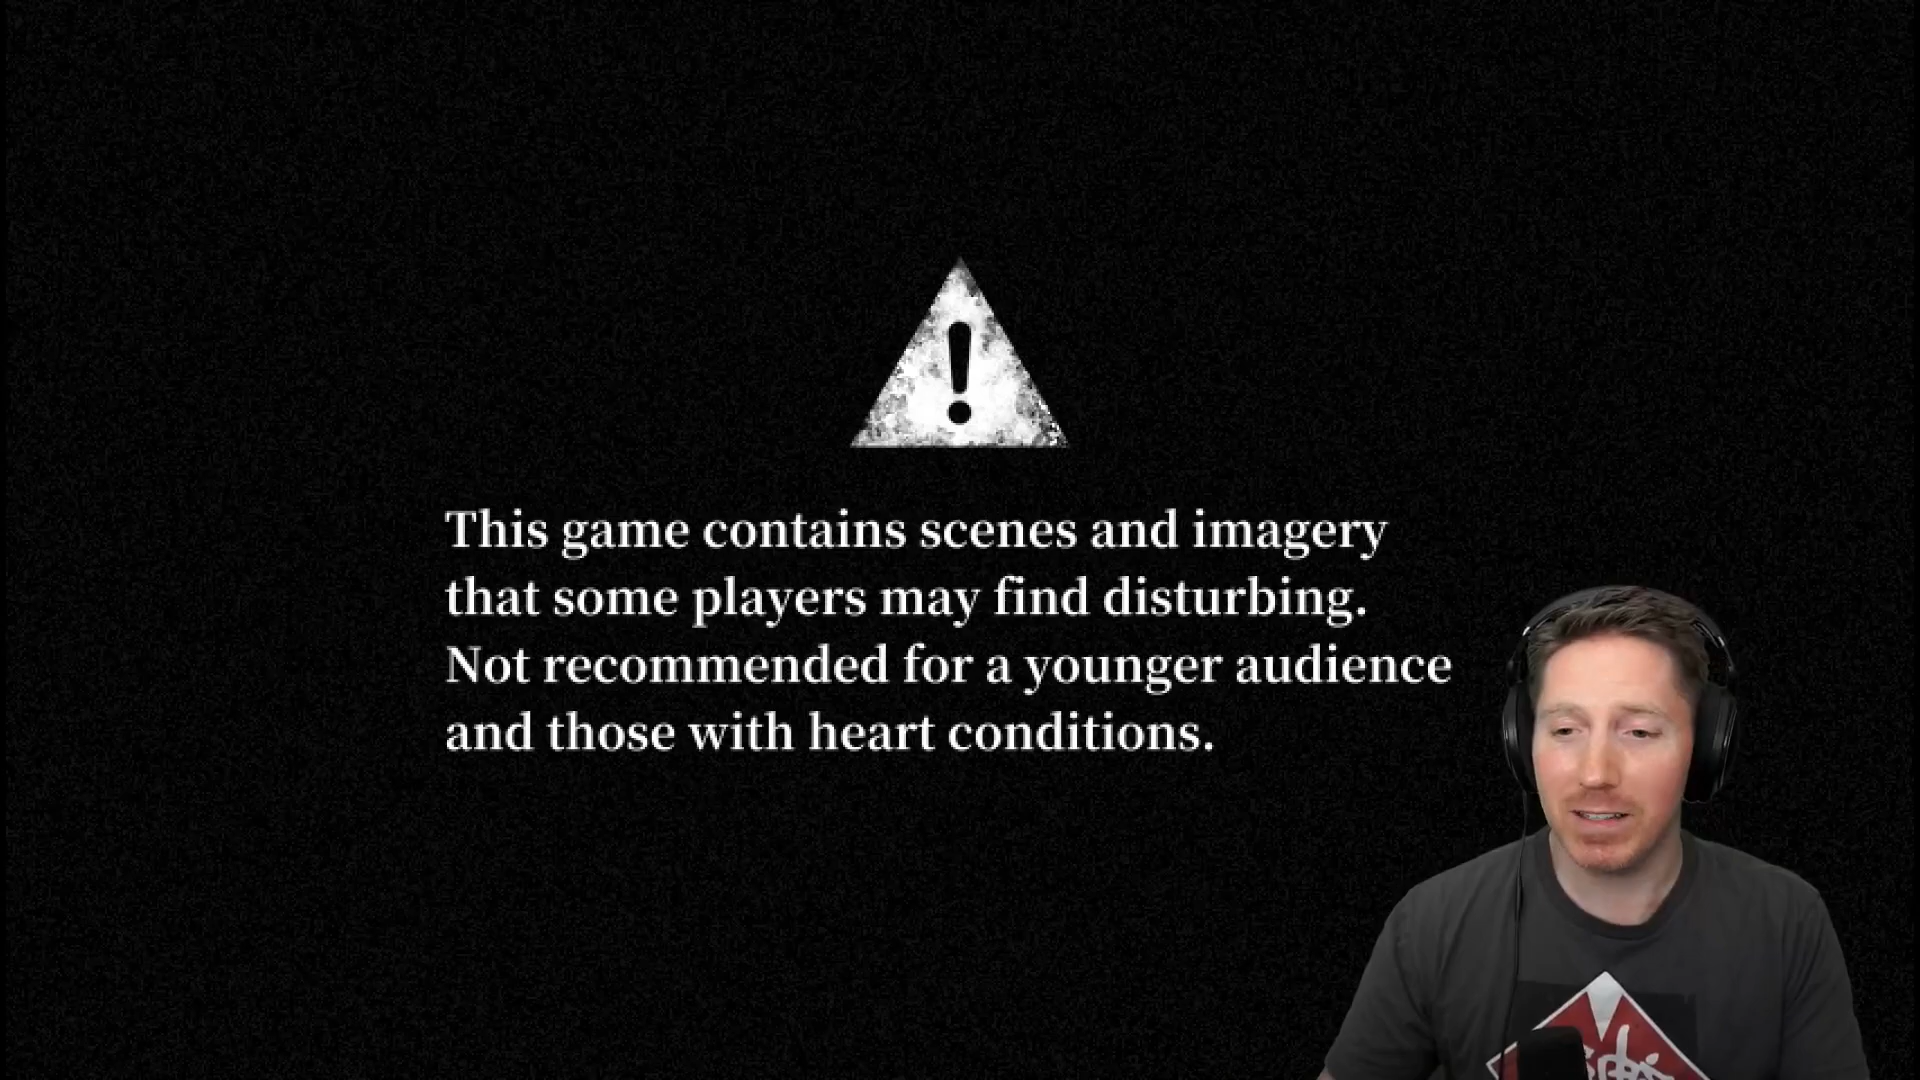 This game contains scenes and imagery
that some players may find disturbing.
Not recommended for a younger audience
and those with heart conditions.